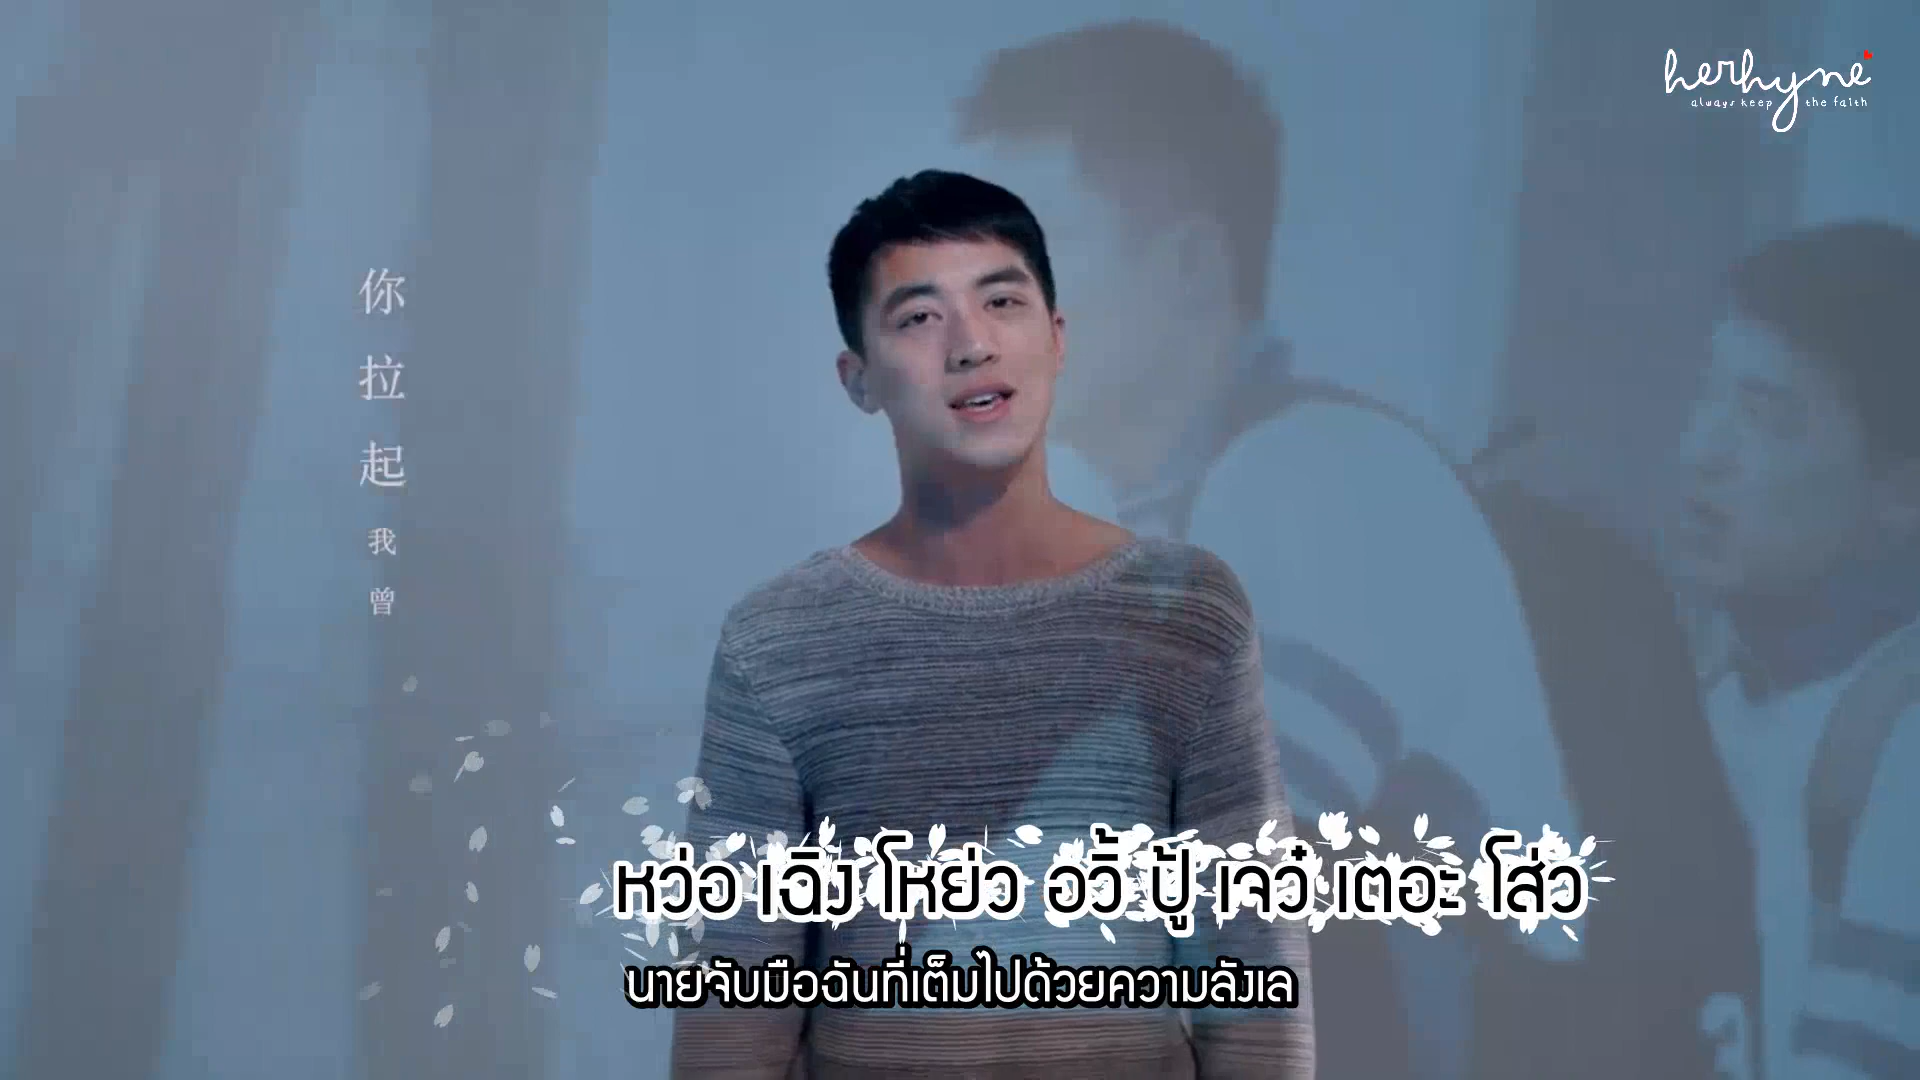 herhyne
always keep the faith
你拉起我曾
หว่อ เฉิง โหย่ว อวี้ ปู้ เจวี๋ เตอะ โส่ว
นายจับมือฉันที่เต็มไปด้วยความลังเล